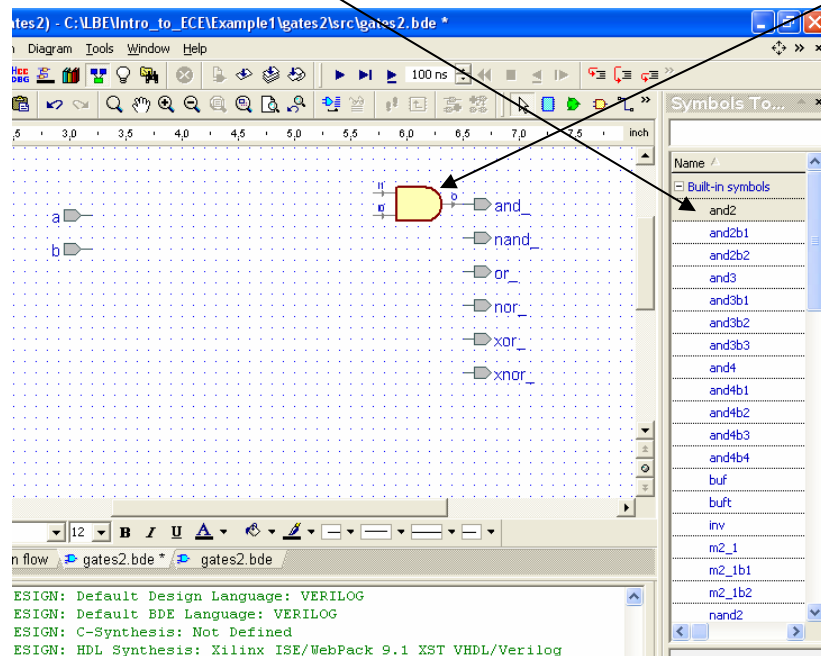 ites2) - C:\LBE\Intro_to_ECE\Example1\gates2\src\gates2.bde *
Diagram Tools Window Help
100 ns
Symbols To...
3,0 3,5 4,0 4,5 5,0 5,5 6,0 6,5 7,0 7,5 inch
Name
Built-in symbols
and2
and2b1
and2b2
and3
and3b1
and3b2
and3b3
and4
and4b1
and4b2
and4b3
and4b4
buf
buft
inv
m2_1
m2_1b1
m2_1b2
nand2
I1
I0
O
a
b
and_
nand_
or_
nor_
xor_
xnor_
12 B I U A
n flow gates2.bde * gates2.bde
ESIGN: Default Design Language: VERILOG
ESIGN: Default BDE Language: VERILOG
ESIGN: C-Synthesis: Not Defined
ESIGN: HDL Synthesis: Xilinx ISE/WebPack 9.1 XST VHDL/Verilog